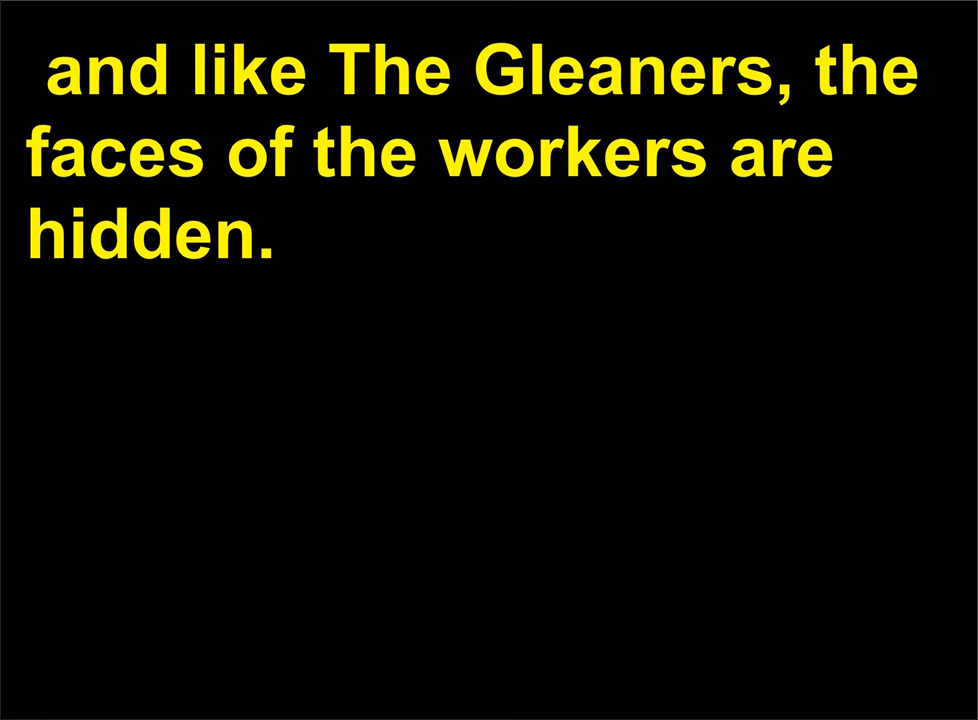 and like The Gleaners, the
faces of the workers are
hidden.